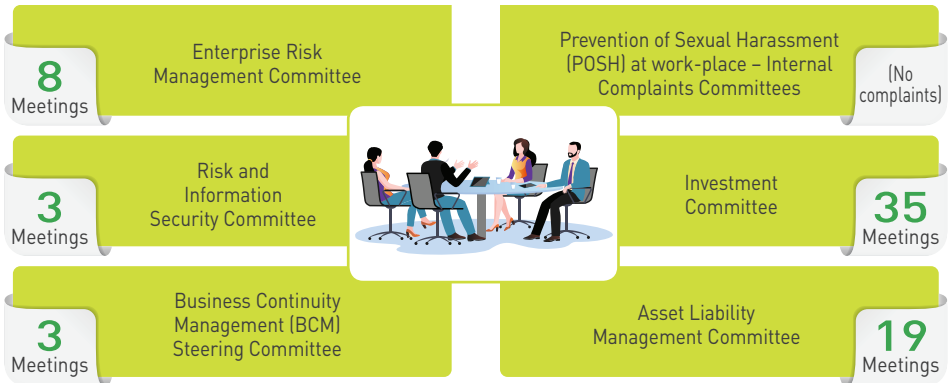 8
Meetings
Enterprise Risk
Management Committee
Prevention of Sexual Harassment
(POSH) at work-place – Internal
Complaints Committees
(No
complaints)
3
Meetings
Risk and
Information
Security Committee
Investment
Committee
35
Meetings
3
Meetings
Business Continuity
Management (BCM)
Steering Committee
Asset Liability
Management Committee
19
Meetings